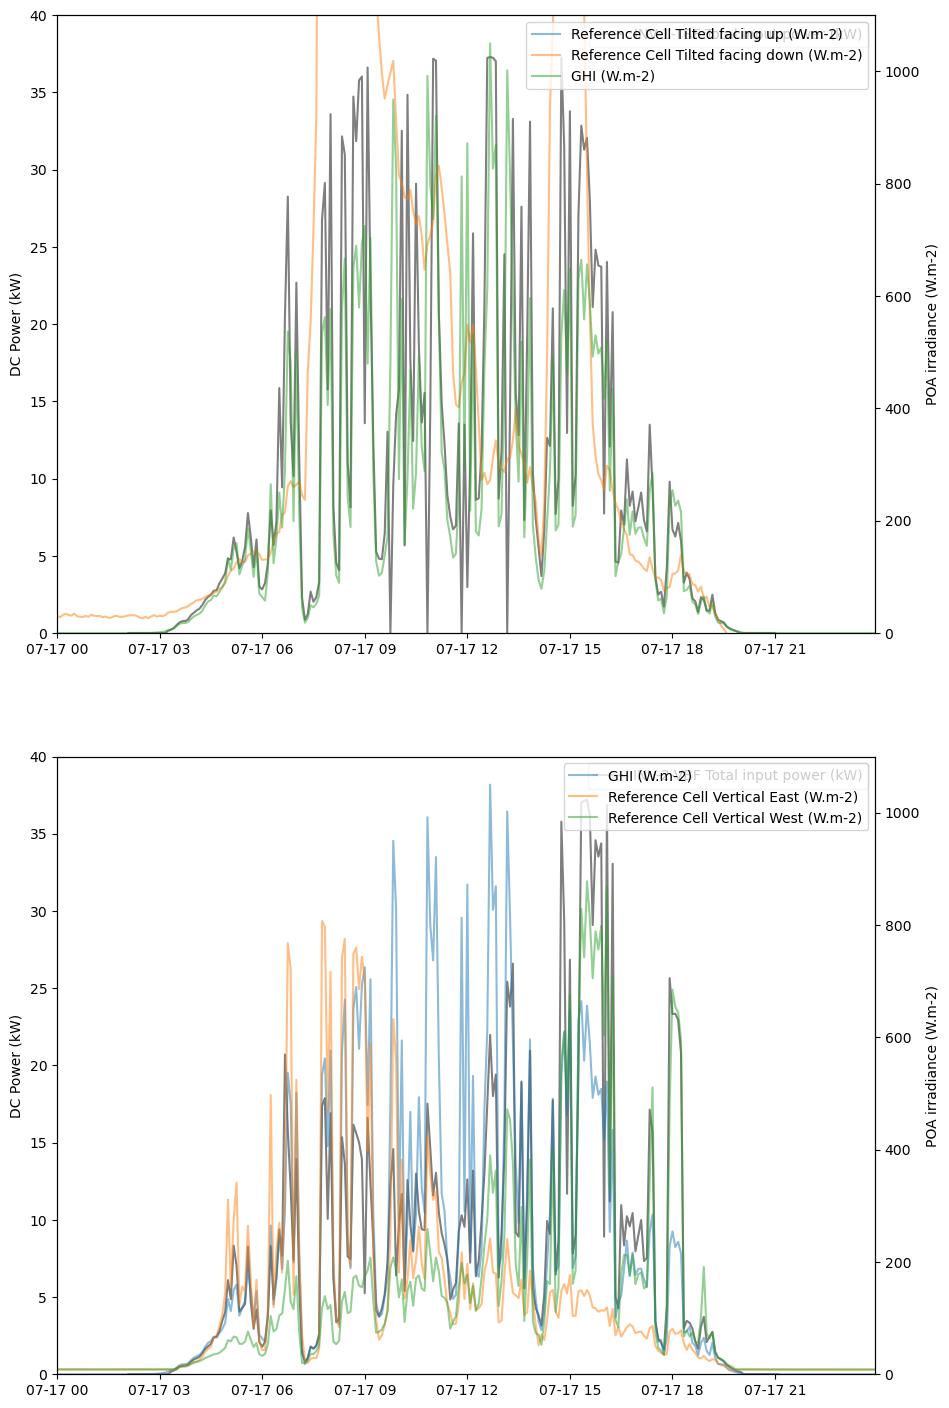 40
35
30
25
20
15
10
5
0
DC Power (kW)
Reference Cell Tilted facing up (W.m-2)
Reference Cell Tilted facing down (W.m-2)
GHI (W.m-2)
1000
800
600
400
200
0
POA irradiance (W.m-2)
07-17 00 07-17 03 07-17 06 07-17 09 07-17 12 07-17 15 07-17 18 07-17 21
40
35
30
25
20
15
10
5
0
DC Power (kW)
GHI (W.m-2) Total input power (kW)
Reference Cell Vertical East (W.m-2)
Reference Cell Vertical West (W.m-2)
1000
800
600
400
200
0
POA irradiance (W.m-2)
07-17 00 07-17 03 07-17 06 07-17 09 07-17 12 07-17 15 07-17 18 07-17 21